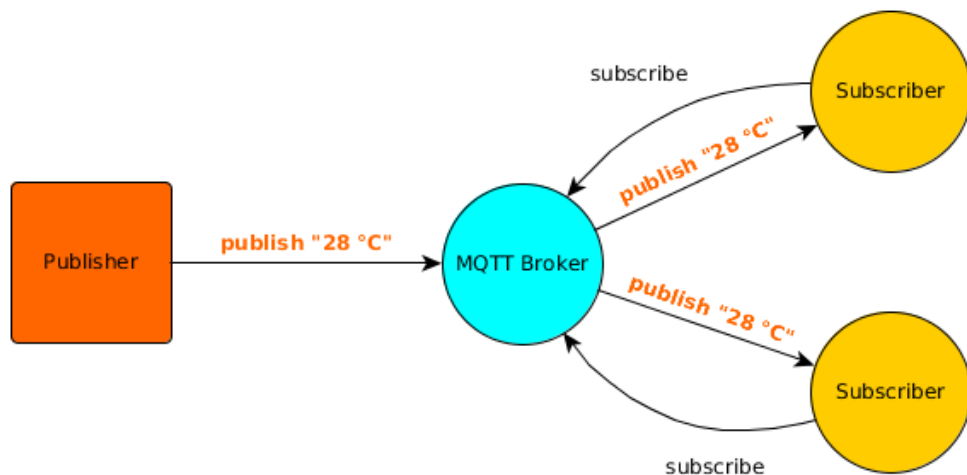 subscribe
Subscriber
publish "28 °C"
publish "28 °C"
Publisher
MQTT Broker
publish "28 °C"
Subscriber
subscribe